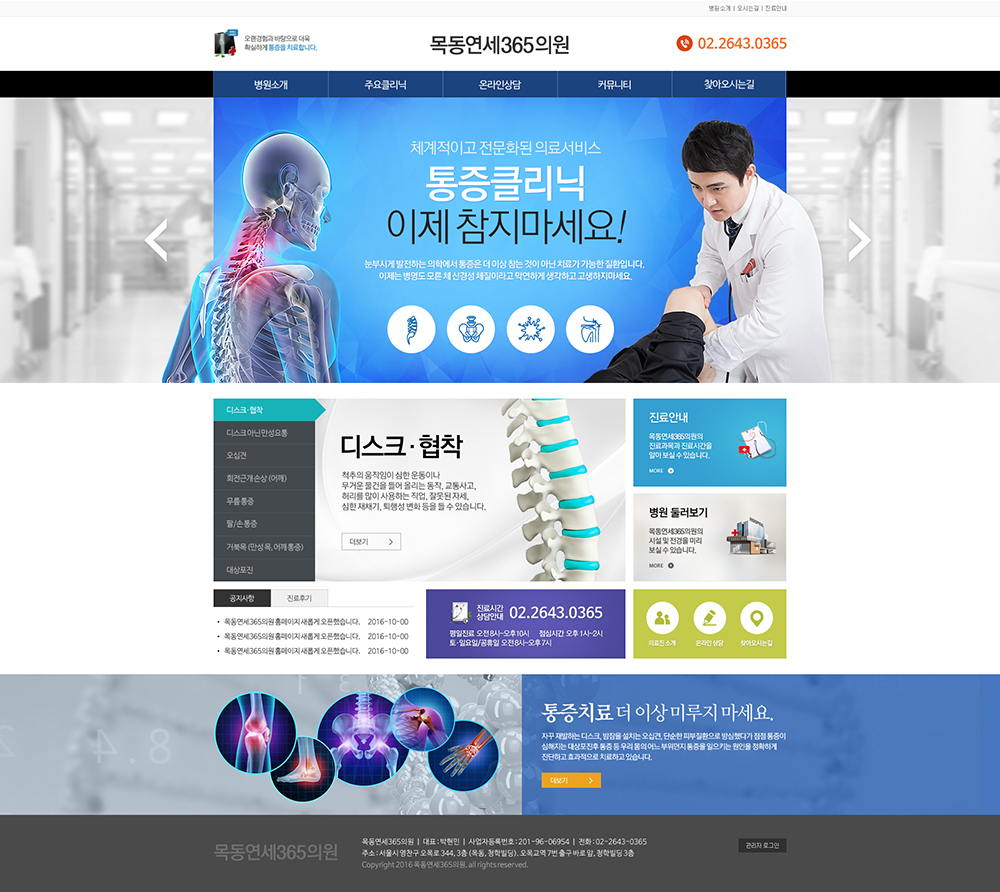 병원소개 | 오시는길 | 진료안내
오랜경험과 바탕으로 더욱
확실하게 통증을 치료합니다.
목동연세365의원
02.2643.0365
병원소개
주요클리닉
온라인상담
커뮤니티
찾아오시는길
체계적이고 전문화된 의료서비스
통증클리닉
이제 참지마세요!
눈부시게 발전하는 의학에서 통증은 더 이상 참는 것이 아닌 치료가 가능한 질환입니다.
이제는 병명도 모른 체 신경성 체질이라고 막연하게 생각하고 고생하지마세요.
디스크·협착
디스크 아닌 만성요통
오십견
회전근개 손상 (어깨)
무릎 통증
팔/손 통증
거북목 (만성 목, 어깨 통증)
대상포진
디스크·협착
척추의 움직임이 심한 운동이나
무거운 물건을 들어 올리는 동작, 교통사고,
허리를 많이 사용하는 직업, 잘못된 자세,
심한 재채기, 퇴행성 변화 등을 들 수 있습니다.
더보기
진료안내
목동연세365의원의
진료과목과 진료시간을
알아 보실 수 있습니다.
MORE
병원 둘러보기
목동연세365의원의
시설 및 전경을 미리
보실 수 있습니다.
MORE
공지사항
진료후기
• 목동연세365의원 홈페이지 새롭게 오픈했습니다. 2016-10-00
• 목동연세365의원 홈페이지 새롭게 오픈했습니다. 2016-10-00
• 목동연세365의원 홈페이지 새롭게 오픈했습니다. 2016-10-00
진료시간
상담안내
02.2643.0365
평일진료 오전 8시~오후 10시 점심시간 오후 1시~2시
토·일요일/공휴일 오전 8시~오후 7시
의료진 소개
온라인 상담
찾아오시는길
통증치료 더 이상 미루지 마세요.
자꾸 재발하는 디스크, 밤잠을 설치는 오십견, 단순한 피부질환으로 방심했다가 점점 통증이
심해지는 대상포진후 통증 등 우리 몸의 어느 부위던지 통증을 일으키는 원인을 정확하게
진단하고 효과적으로 치료하고 있습니다.
더보기
목동연세365의원
목동연세365의원 | 대표 : 박현민 | 사업자등록번호 : 201-96-06954 | 전화 : 02-2643-0365
주소 : 서울시 영천구 오목로 344, 3층 (목동, 청학빌딩) . 오목교역 7번 출구 바로 앞, 청학빌딩 3층
Copyright 2016 목동연세365의원. all rights reserved.
관리자 로그인